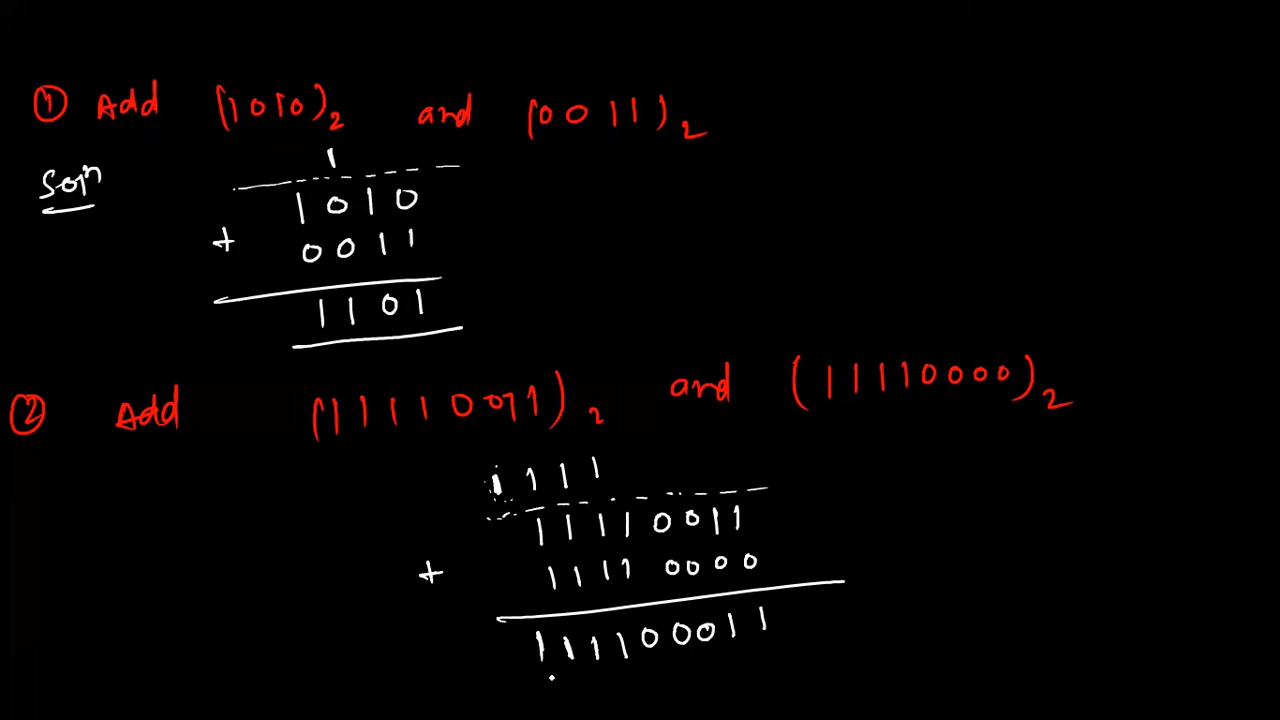 ① Add (1010)₂ and (0011)₂
Soln
1
1010
+ 0011
1101
② Add (11110011)₂ and (11110000)₂
1111
11110011
+ 11110000
111100011